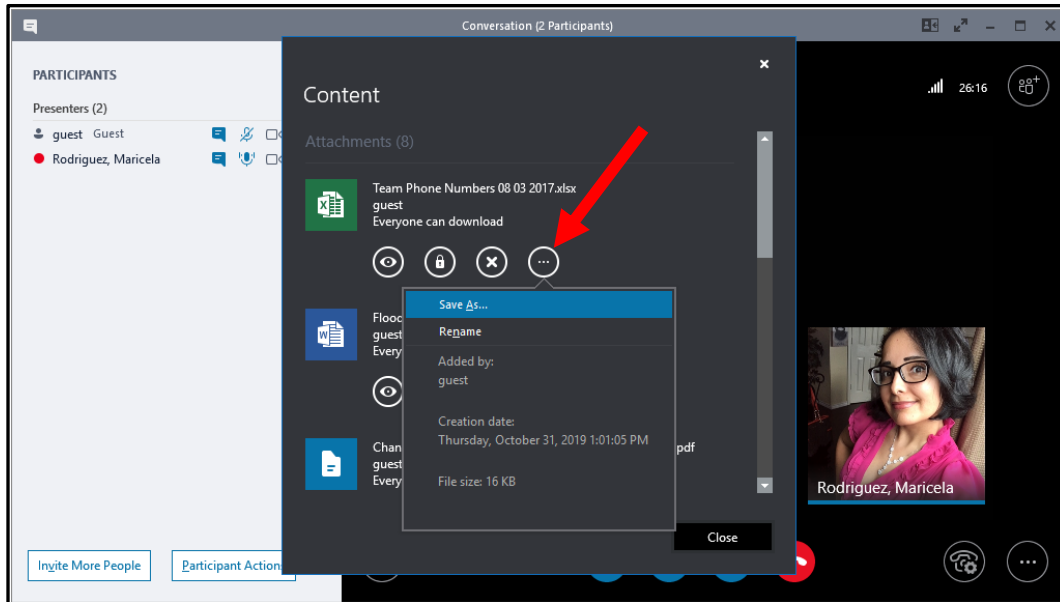 Conversation (2 Participants)
PARTICIPANTS
Presenters (2)
guest Guest
Rodriguez, Maricela
Invite More People
Participant Action
Content
Attachments (8)
Team Phone Numbers 08 03 2017.xlsx
guest
Everyone can download
Save As...
Rename
Added by:
guest
Creation date:
Thursday, October 31, 2019 1:01:05 PM
File size: 16 KB
guest
Every
pdf
guest
Every
Close
26:16
Rodriguez, Maricela